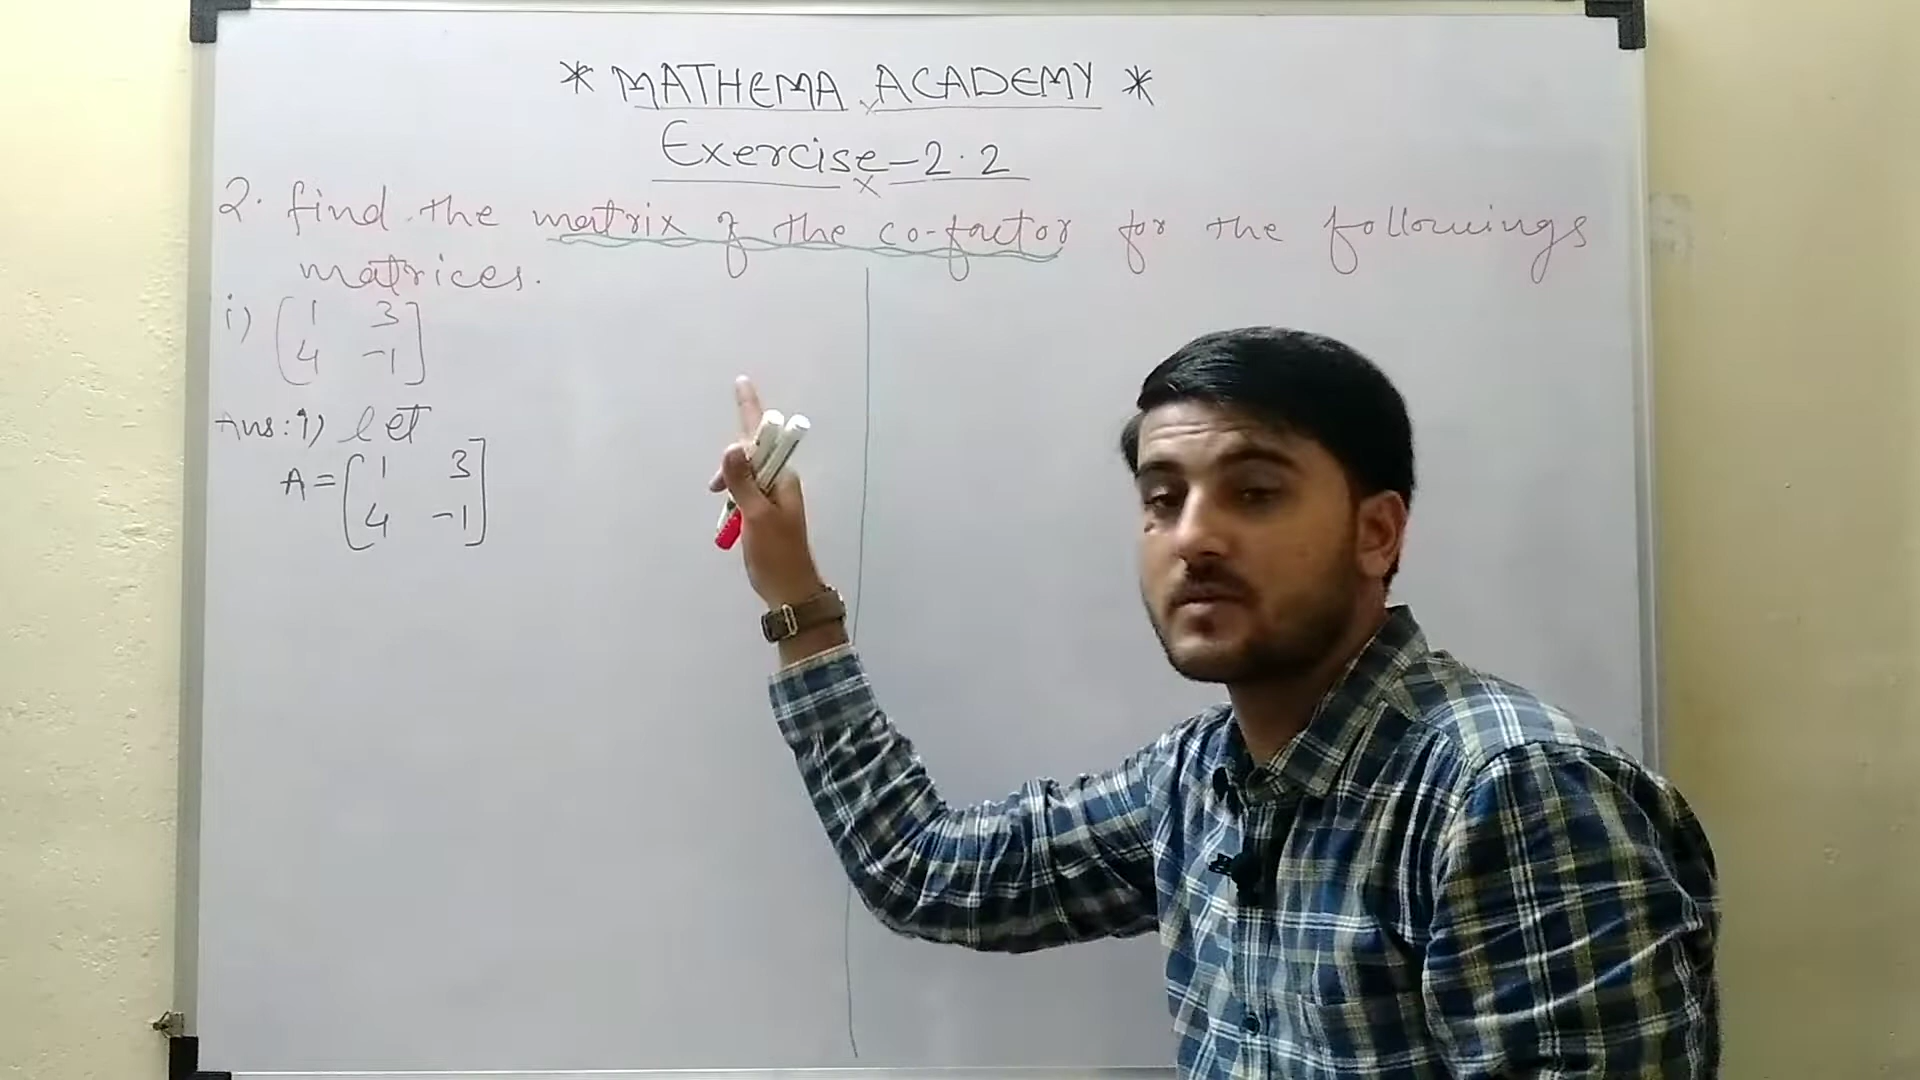 * MATHEMA ACADEMY *
Exercise-2.2
2. find the matrix of the co-factor for the followings
matrices.
i) [1 3
4 -1]
Ans: i) let
A = [1 3
4 -1]